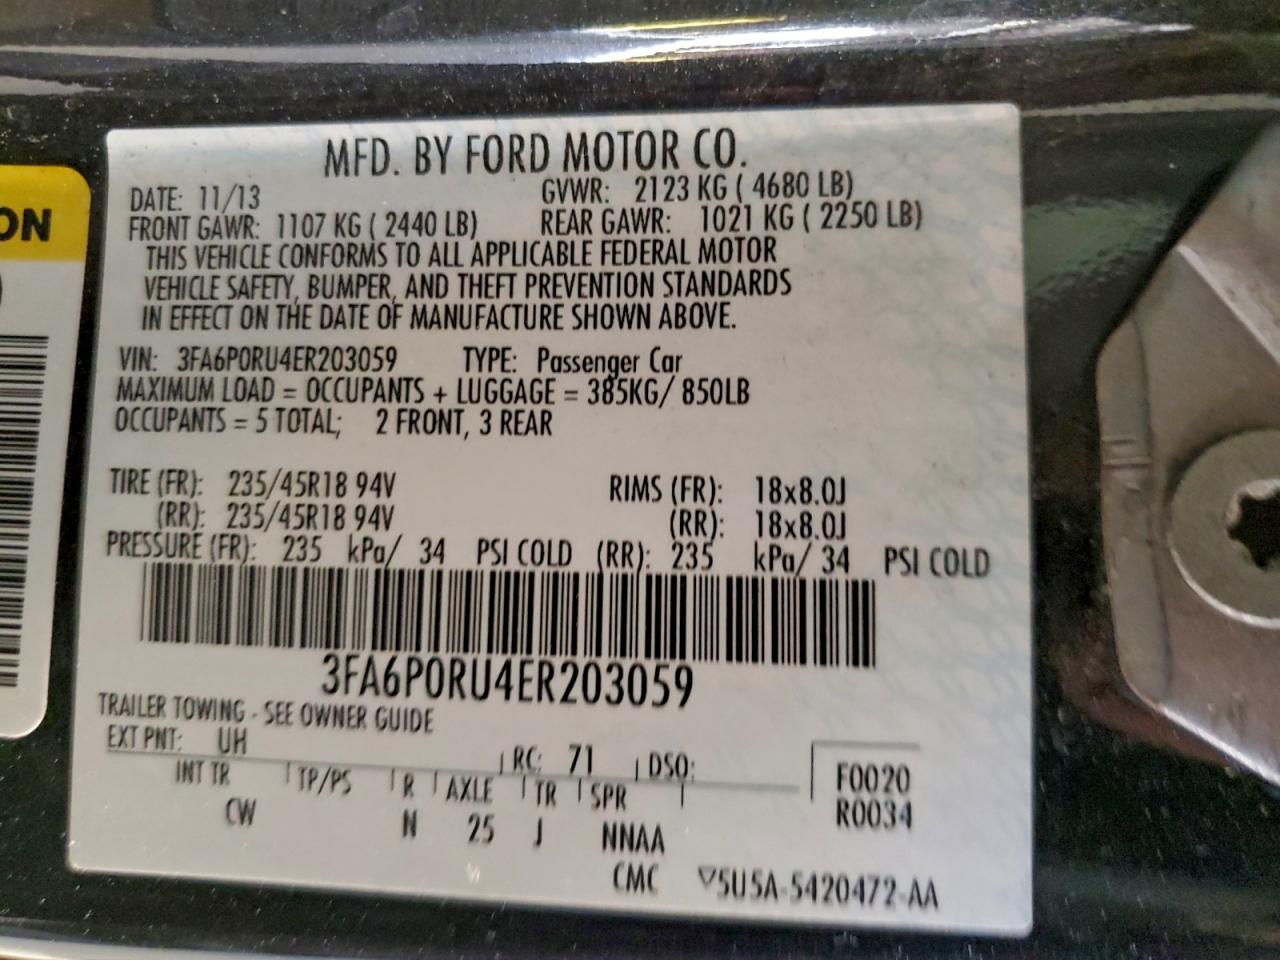 MFD. BY FORD MOTOR CO.
DATE: 11/13 GVWR: 2123 KG ( 4680 LB)
FRONT GAWR: 1107 KG ( 2440 LB) REAR GAWR: 1021 KG ( 2250 LB)
THIS VEHICLE CONFORMS TO ALL APPLICABLE FEDERAL MOTOR
VEHICLE SAFETY, BUMPER, AND THEFT PREVENTION STANDARDS
IN EFFECT ON THE DATE OF MANUFACTURE SHOWN ABOVE.
VIN: 3FA6P0RU4ER203059 TYPE: Passenger Car
MAXIMUM LOAD = OCCUPANTS + LUGGAGE = 385KG/ 850LB
OCCUPANTS = 5 TOTAL; 2 FRONT, 3 REAR
TIRE (FR): 235/45R18 94V RIMS (FR): 18x8.0J
(RR): 235/45R18 94V (RR): 18x8.0J
PRESSURE (FR): 235 kPa/ 34 PSI COLD (RR): 235 kPa/ 34 PSI COLD
3FA6P0RU4ER203059
TRAILER TOWING - SEE OWNER GUIDE
EXT PNT: UH RC: 71 DSO:
INT TR TP/PS R AXLE TR SPR
CW N 25 J NNAA
F0020
R0034
CMC ▽5U5A-5420472-AA
ON